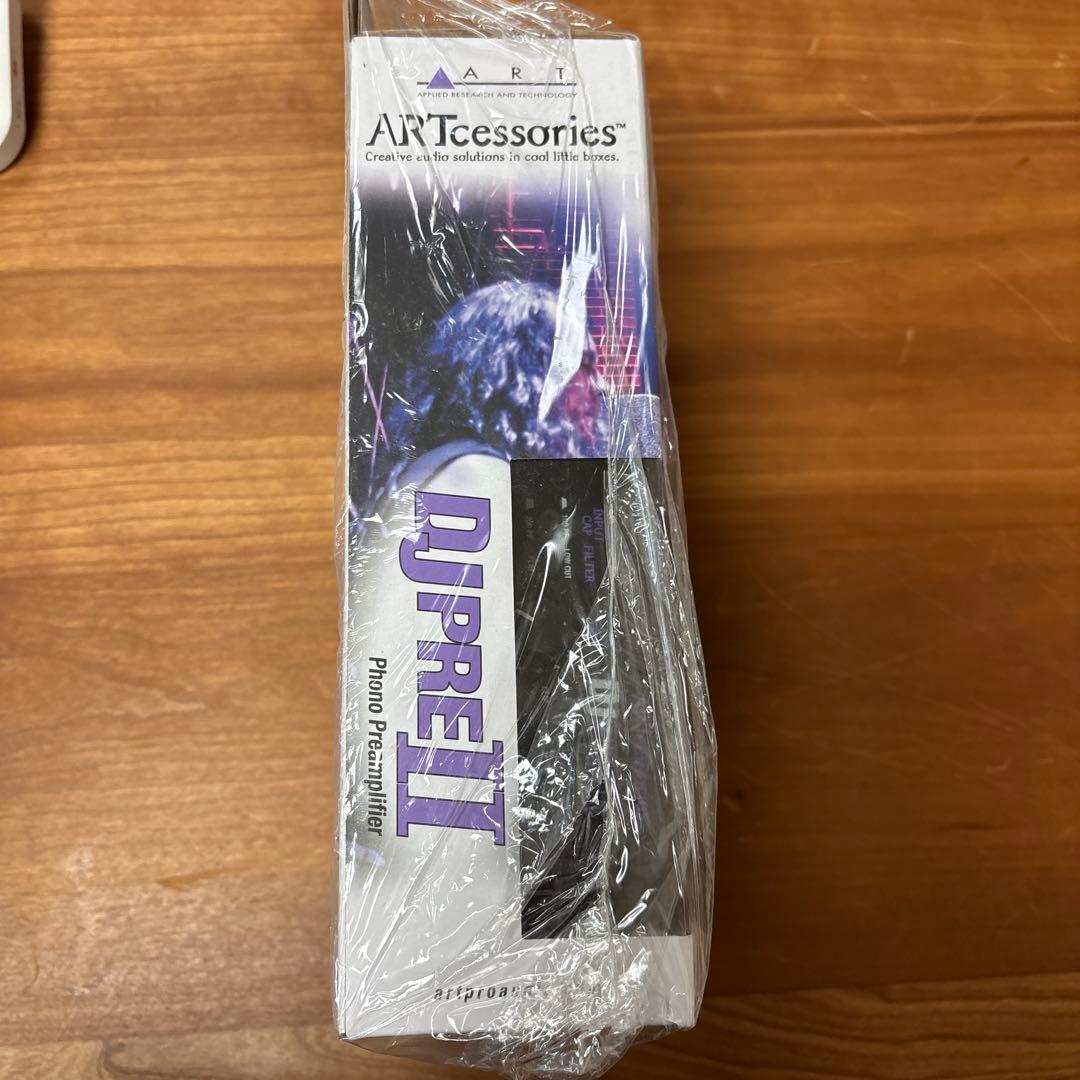 ART
APPLIED RESEARCH AND TECHNOLOGY
ARTcessories™
Creative audio solutions in cool little boxes.
DJPRE II
Phono Preamplifier
INPUT
CAP FILTER
LOW CUT